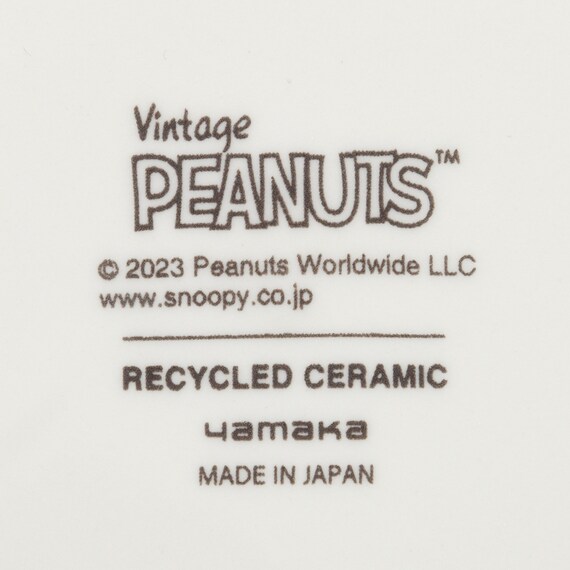 Vintage
PEANUTS™
© 2023 Peanuts Worldwide LLC
www.snoopy.co.jp
RECYCLED CERAMIC
yamaka
MADE IN JAPAN